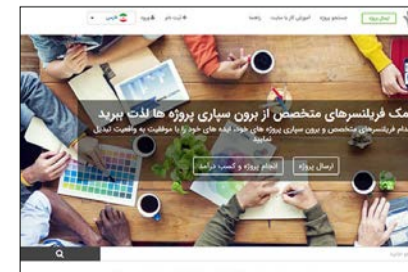 ارسال پروژه
جستجو پروژه
آموزش کار با سایت
راهنما
ثبت نام
ورود
فارسی
مک فریلنسرهای متخصص از برون سپاری پروژه ها لذت ببرید
دام فریلنسرهای متخصص و برون سپاری پروژه های خود، ایده های خود را با موفقیت به واقعیت تبدیل
نمایید
ارسال پروژه
انجام پروژه و کسب درآمد